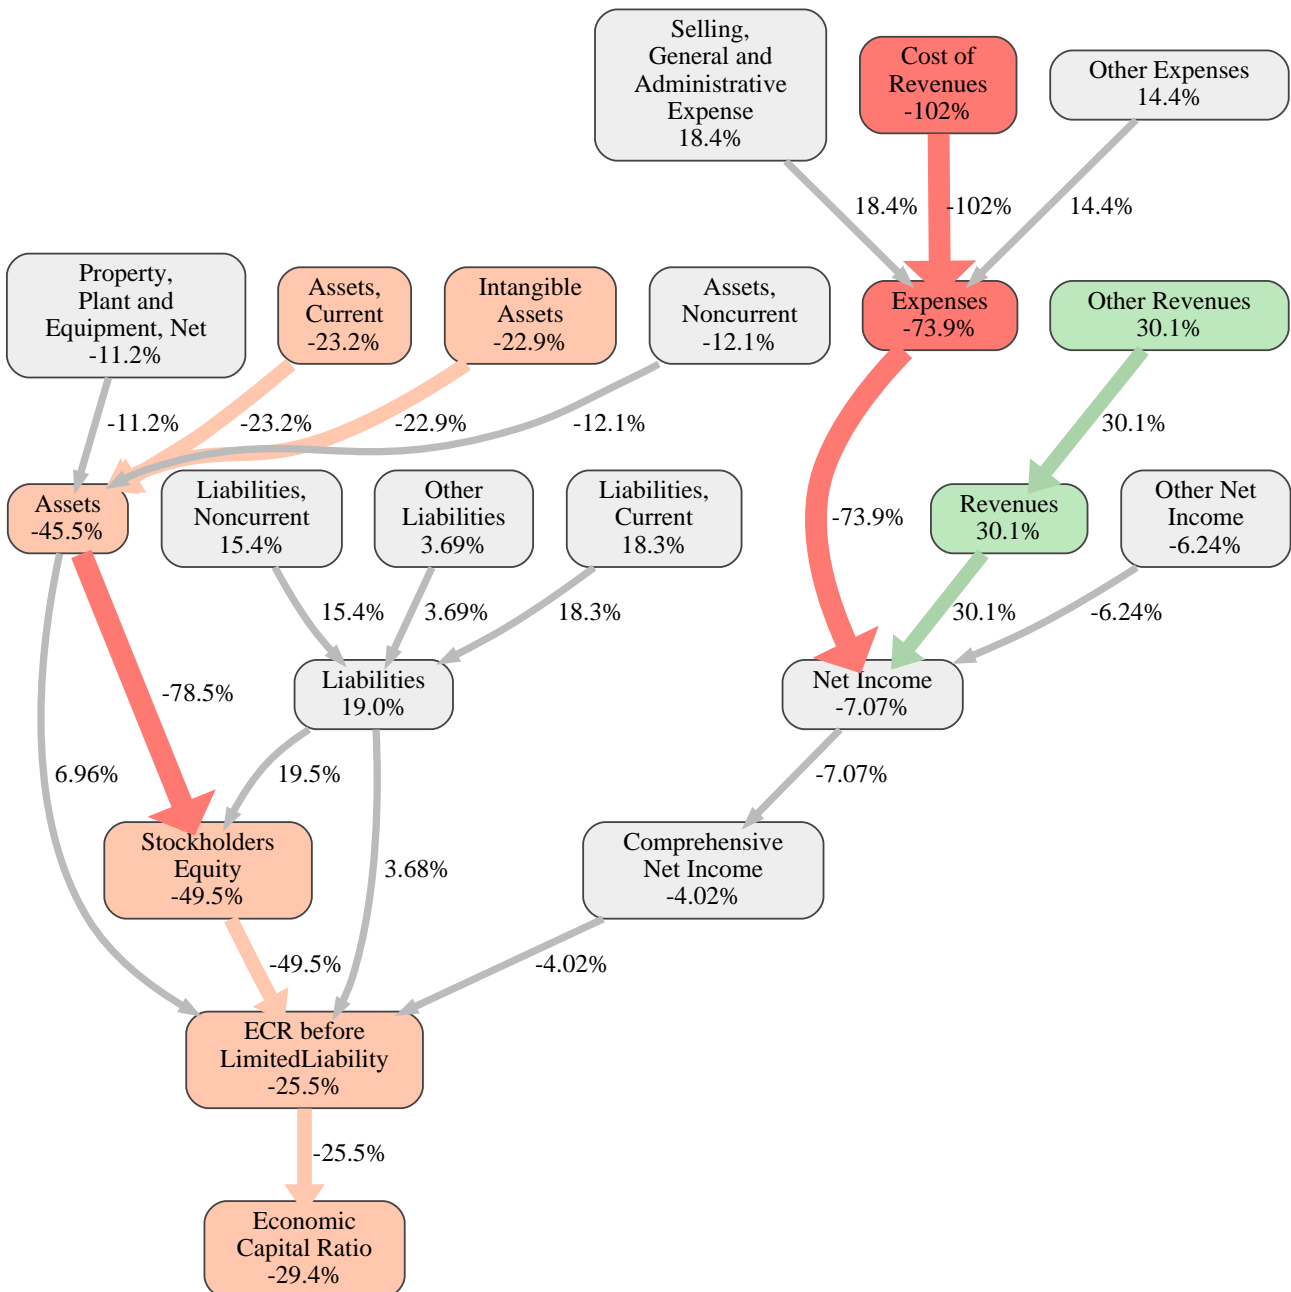 Selling,
General and
Administrative
Expense
18.4%
Cost of
Revenues
-102%
Other Expenses
14.4%
18.4%
-102%
14.4%
Property,
Plant and
Equipment, Net
-11.2%
Assets,
Current
-23.2%
Intangible
Assets
-22.9%
Assets,
Noncurrent
-12.1%
Expenses
-73.9%
Other Revenues
30.1%
-11.2%
-23.2%
-22.9%
-12.1%
30.1%
Assets
-45.5%
Liabilities,
Noncurrent
15.4%
Other
Liabilities
3.69%
Liabilities,
Current
18.3%
-73.9%
Revenues
30.1%
Other Net
Income
-6.24%
15.4%
3.69%
18.3%
30.1%
-6.24%
-78.5%
Liabilities
19.0%
Net Income
-7.07%
6.96%
19.5%
-7.07%
Stockholders
Equity
-49.5%
3.68%
Comprehensive
Net Income
-4.02%
-49.5%
-4.02%
ECR before
LimitedLiability
-25.5%
-25.5%
Economic
Capital Ratio
-29.4%